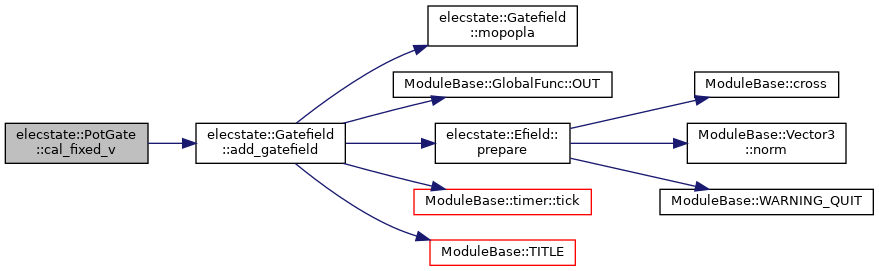 elecstate::PotGate
::cal_fixed_v
elecstate::Gatefield
::add_gatefield
elecstate::Gatefield
::mopopla
ModuleBase::GlobalFunc::OUT
elecstate::Efield::
prepare
ModuleBase::timer::tick
ModuleBase::TITLE
ModuleBase::cross
ModuleBase::Vector3
::norm
ModuleBase::WARNING_QUIT